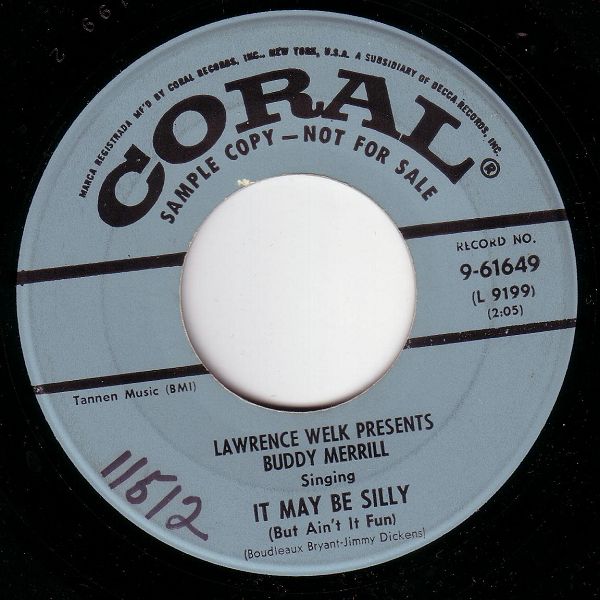 MARCA REGISTRADA MF'D BY CORAL RECORDS, INC., NEW YORK, U.S.A. A SUBSIDIARY OF DECCA RECORDS, INC.
CORAL®
SAMPLE COPY — NOT FOR SALE
RECORD NO.
9-61649
(L 9199)
(2:05)
Tannen Music (BMI)
LAWRENCE WELK PRESENTS
BUDDY MERRILL
Singing
IT MAY BE SILLY
(But Ain't It Fun)
(Boudleaux Bryant-Jimmy Dickens)
11512